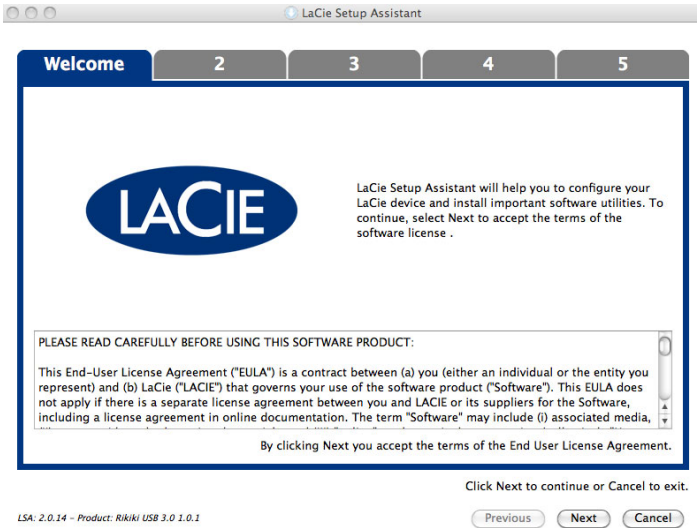 LaCie Setup Assistant
Welcome 2 3 4 5
LACIE
LaCie Setup Assistant will help you to configure your
LaCie device and install important software utilities. To
continue, select Next to accept the terms of the
software license .
PLEASE READ CAREFULLY BEFORE USING THIS SOFTWARE PRODUCT:
This End-User License Agreement ("EULA") is a contract between (a) you (either an individual or the entity you
represent) and (b) LaCie ("LACIE") that governs your use of the software product ("Software"). This EULA does
not apply if there is a separate license agreement between you and LACIE or its suppliers for the Software,
including a license agreement in online documentation. The term "Software" may include (i) associated media,
By clicking Next you accept the terms of the End User License Agreement.
Click Next to continue or Cancel to exit.
LSA: 2.0.14 - Product: Rikiki USB 3.0 1.0.1
Previous Next Cancel